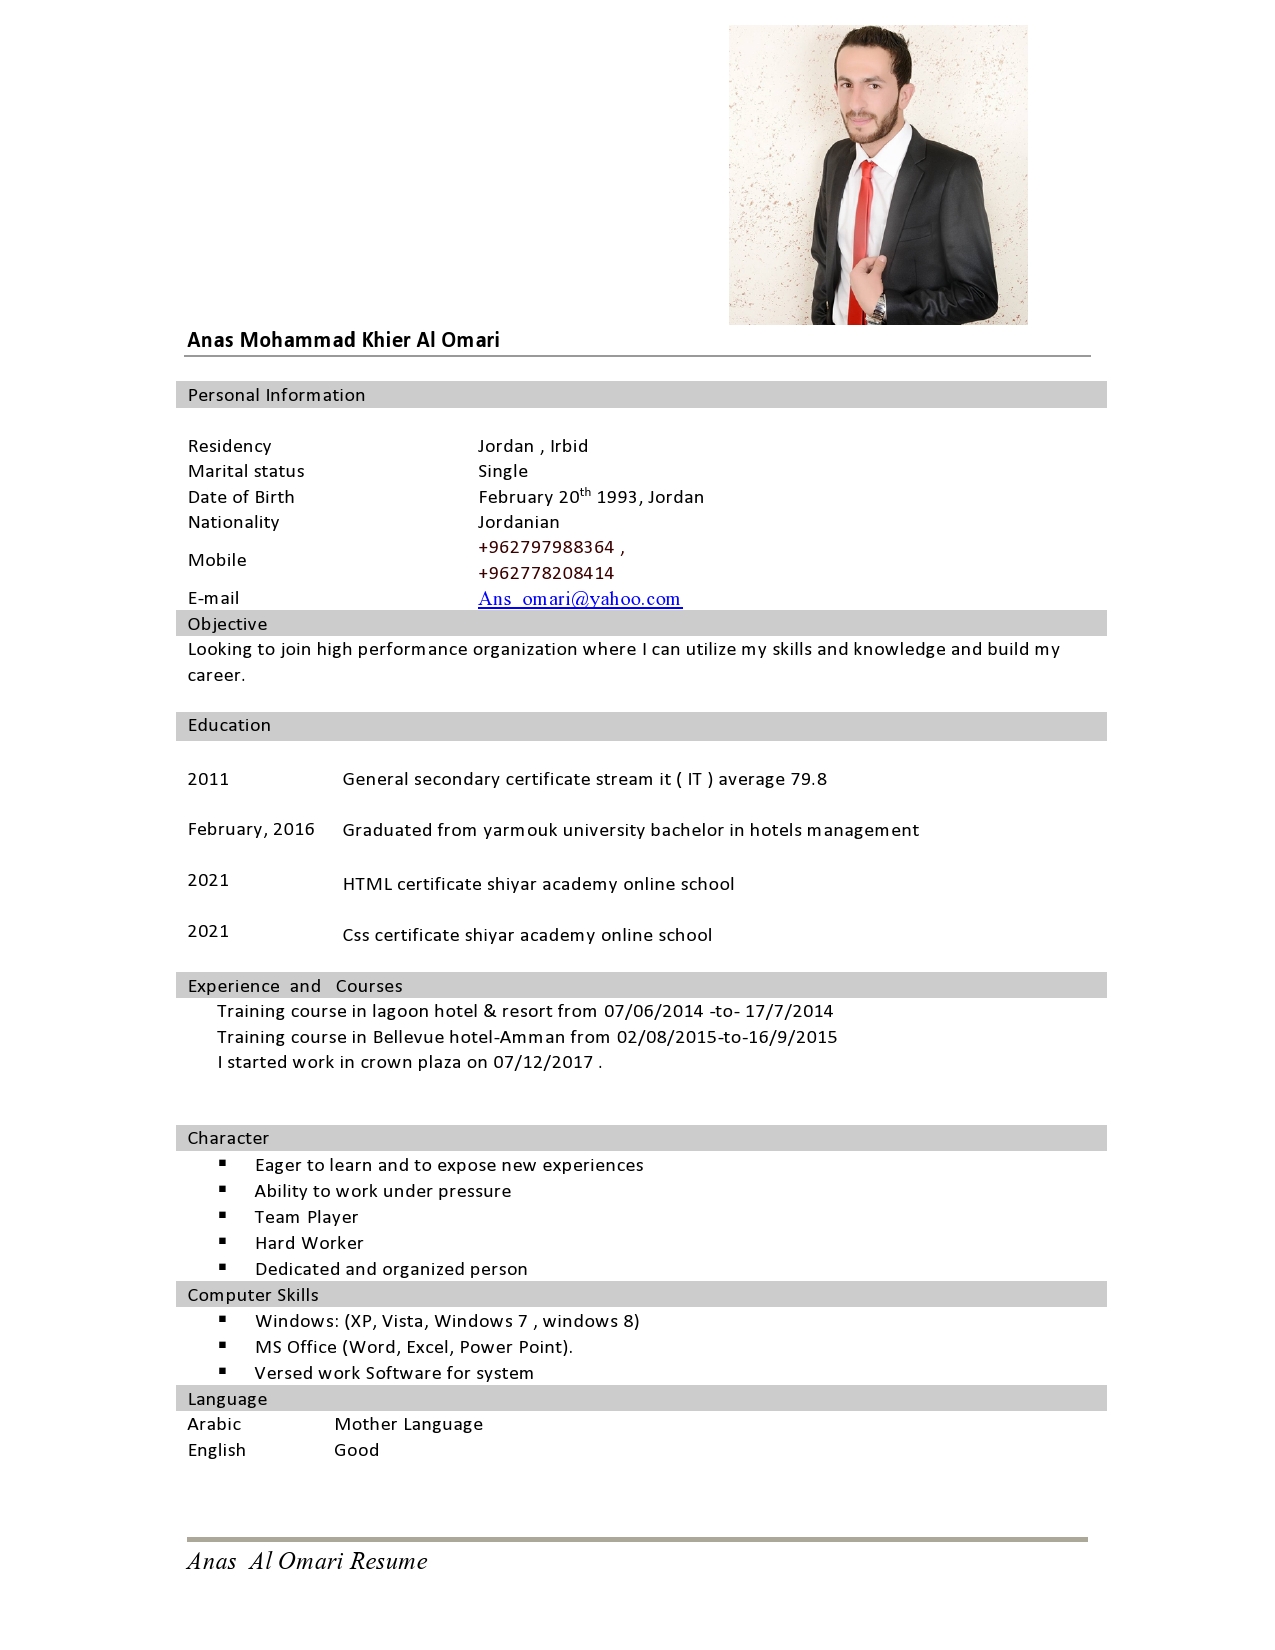 Anas Mohammad Khier Al Omari
Personal Information
Residency Jordan , Irbid
Marital status Single
Date of Birth February 20th 1993, Jordan
Nationality Jordanian
Mobile +962797988364 ,
+962778208414
E-mail Ans_omari@yahoo.com
Objective
Looking to join high performance organization where I can utilize my skills and knowledge and build my
career.
Education
2011 General secondary certificate stream it ( IT ) average 79.8
February, 2016 Graduated from yarmouk university bachelor in hotels management
2021 HTML certificate shiyar academy online school
2021 Css certificate shiyar academy online school
Experience and Courses
Training course in lagoon hotel & resort from 07/06/2014 -to- 17/7/2014
Training course in Bellevue hotel-Amman from 02/08/2015-to-16/9/2015
I started work in crown plaza on 07/12/2017 .
Character
▪ Eager to learn and to expose new experiences
▪ Ability to work under pressure
▪ Team Player
▪ Hard Worker
▪ Dedicated and organized person
Computer Skills
▪ Windows: (XP, Vista, Windows 7 , windows 8)
▪ MS Office (Word, Excel, Power Point).
▪ Versed work Software for system
Language
Arabic Mother Language
English Good
Anas Al Omari Resume